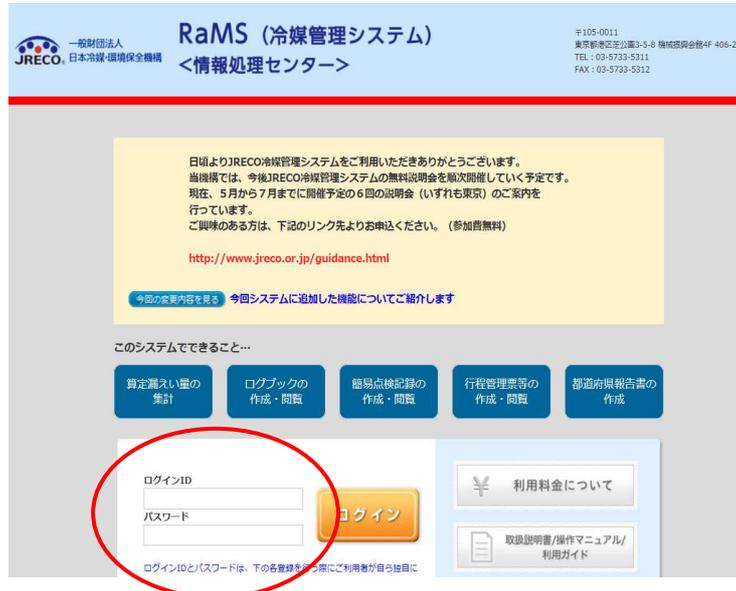 一般財団法人
JRECO. 日本冷媒・環境保全機構
RaMS（冷媒管理システム）
<情報処理センター>
〒105-0011
東京都港区芝公園3-5-8 機械振興会館4F 406-2
TEL : 03-5733-5311
FAX : 03-5733-5312
日頃よりJRECO冷媒管理システムをご利用いただきありがとうございます。
当機構では、今後JRECO冷媒管理システムの無料説明会を順次開催していく予定です。
現在、５月から７月までに開催予定の６回の説明会（いずれも東京）のご案内を
行っています。
ご興味のある方は、下記のリンク先よりお申込ください。（参加費無料）
http://www.jreco.or.jp/guidance.html
今回の変更内容を見る 今回システムに追加した機能についてご紹介します
このシステムでできること…
算定漏えい量の
集計
ログブックの
作成・閲覧
簡易点検記録の
作成・閲覧
行程管理票等の
作成・閲覧
都道府県報告書の
作成
ログインID
パスワード
ログイン
ログインIDとパスワードは、下の各登録を行う際にご利用者が自ら独自に
¥ 利用料金について
取扱説明書/操作マニュアル/
利用ガイド